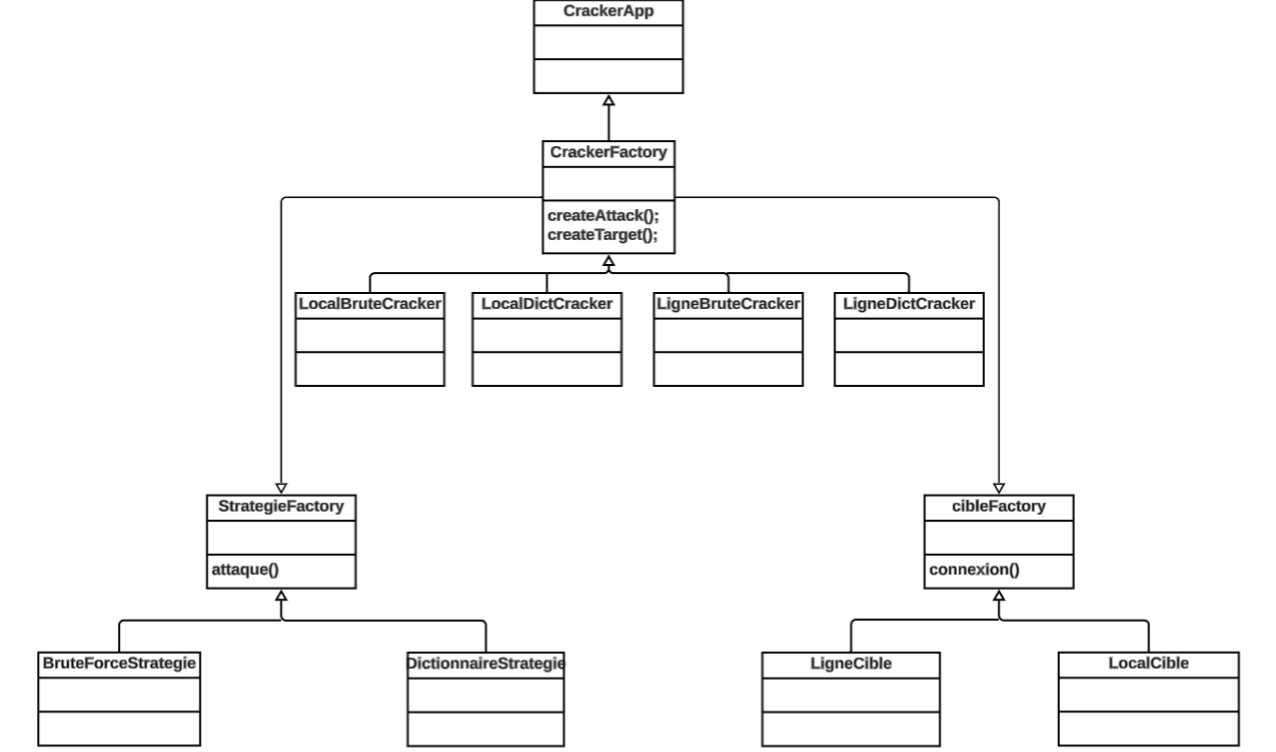 CrackerApp
CrackerFactory
createAttack();
createTarget();
LocalBruteCracker
LocalDictCracker
LigneBruteCracker
LigneDictCracker
StrategieFactory
attaque()
cibleFactory
connexion()
BruteForceStrategie
DictionnaireStrategie
LigneCible
LocalCible